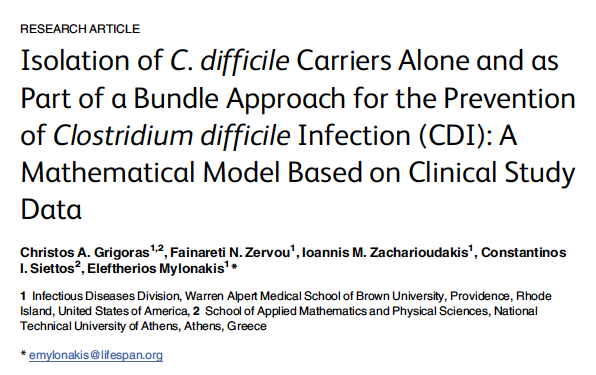 RESEARCH ARTICLE
Isolation of C. difficile Carriers Alone and as
Part of a Bundle Approach for the Prevention
of Clostridium difficile Infection (CDI): A
Mathematical Model Based on Clinical Study
Data
Christos A. Grigoras1,2, Fainareti N. Zervou1, Ioannis M. Zacharioudakis1, Constantinos
I. Siettos2, Eleftherios Mylonakis1*
1 Infectious Diseases Division, Warren Alpert Medical School of Brown University, Providence, Rhode
Island, United States of America, 2 School of Applied Mathematics and Physical Sciences, National
Technical University of Athens, Athens, Greece
* emylonakis@lifespan.org